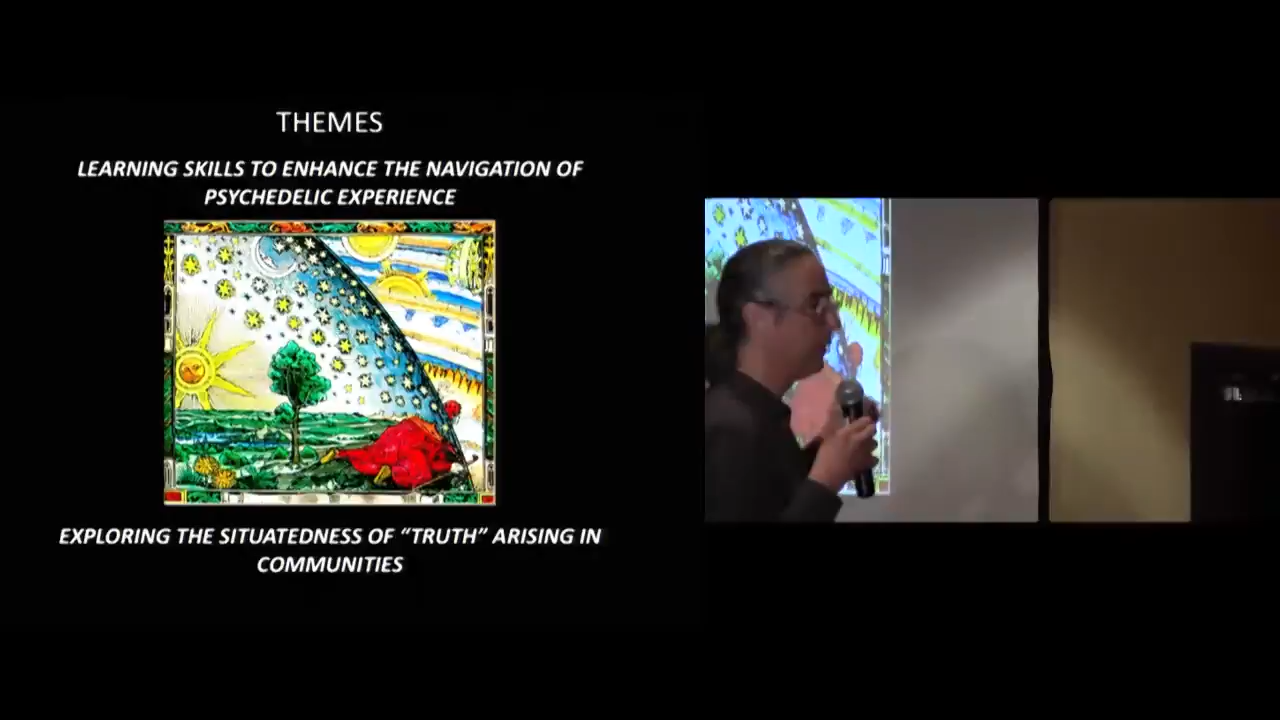 THEMES
LEARNING SKILLS TO ENHANCE THE NAVIGATION OF
PSYCHEDELIC EXPERIENCE
EXPLORING THE SITUATEDNESS OF “TRUTH” ARISING IN
COMMUNITIES